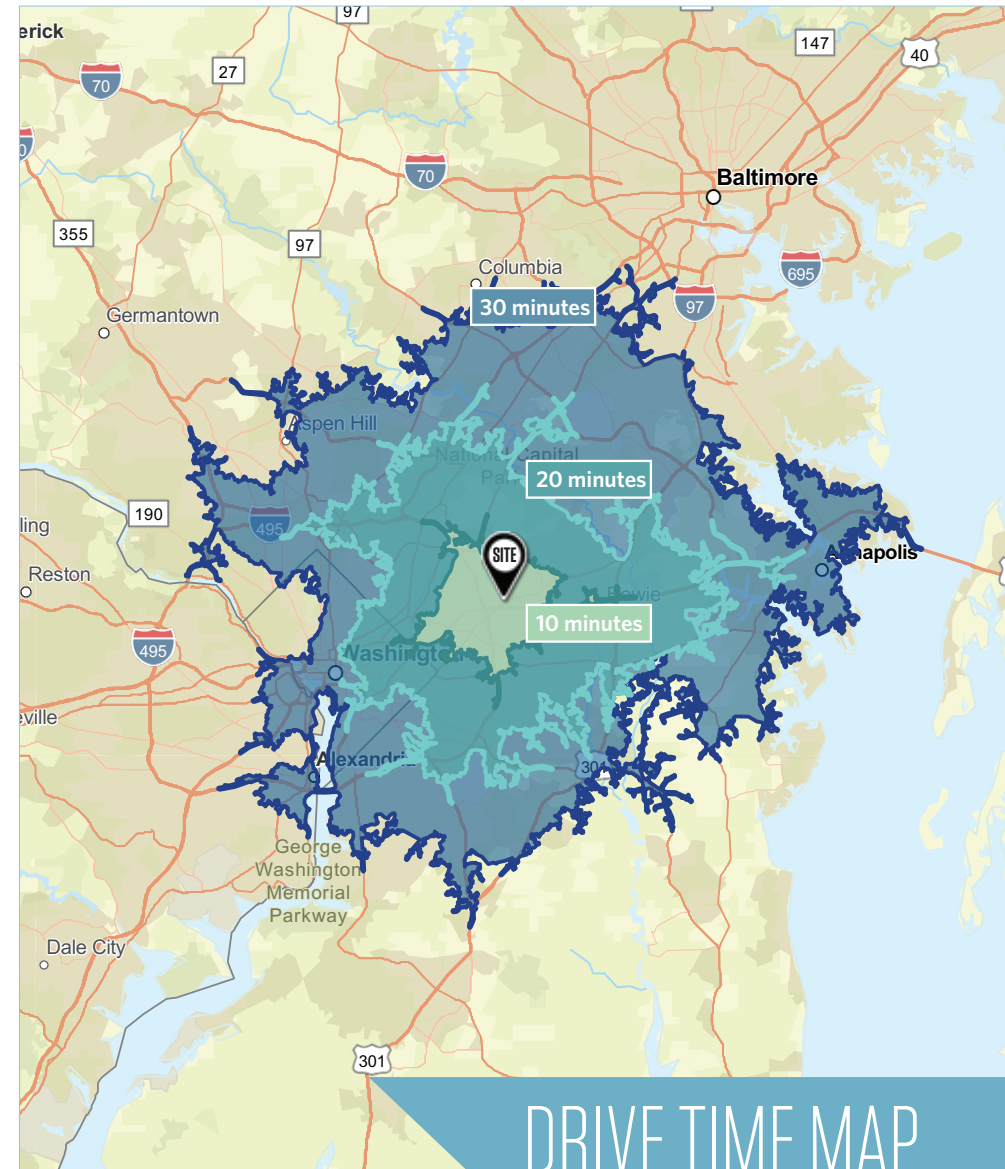 97
erick
147
40
27
70
70
Baltimore
355
97
Columbia
695
30 minutes
97
Germantown
Aspen Hill
National Capital
20 minutes
190
495
ling
SITE
Annapolis
Reston
Bowie
10 minutes
495
Washington
eville
Alexandria
301
George
Washington
Memorial
Parkway
Dale City
301
DRIVE TIME MAP